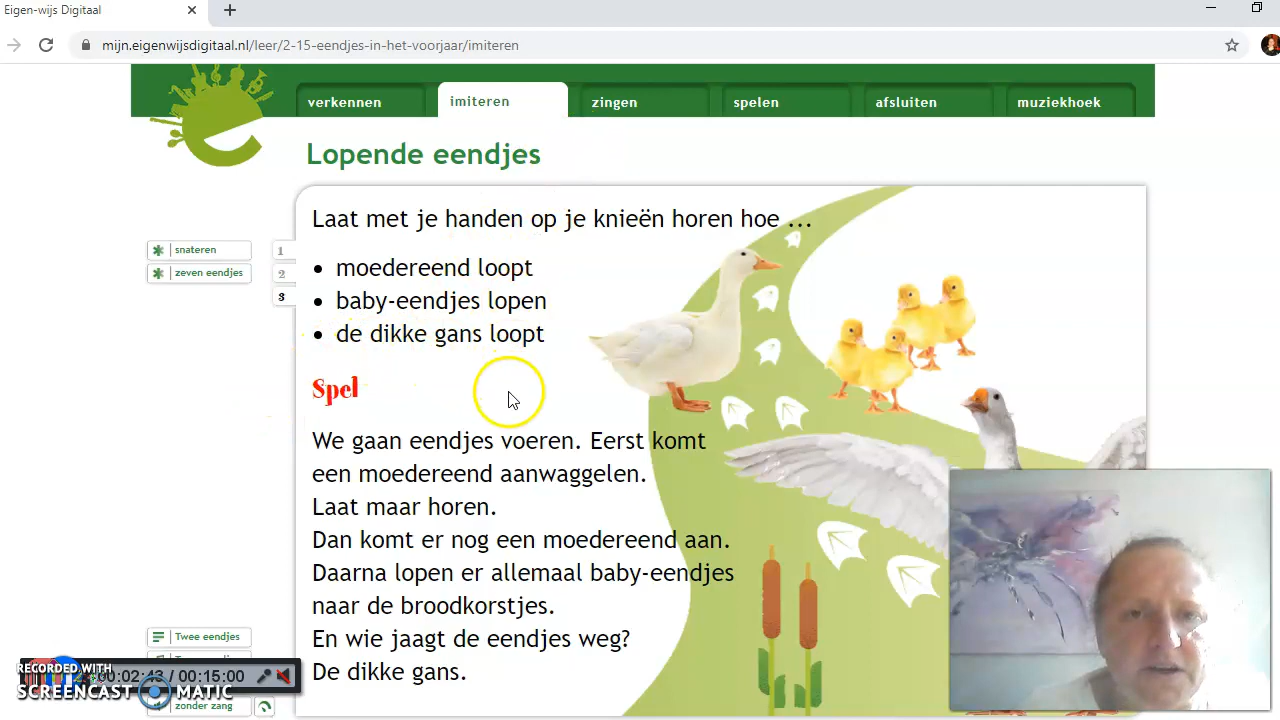 Eigen-wijs Digitaal
mijn.eigenwijsdigitaal.nl/leer/2-15-eendjes-in-het-voorjaar/imiteren
verkennen
imiteren
zingen
spelen
afsluiten
muziekhoek
Lopende eendjes
snateren
1
zeven eendjes
2
3
Laat met je handen op je knieën horen hoe ...
• moedereend loopt
• baby-eendjes lopen
• de dikke gans loopt
Spel
We gaan eendjes voeren. Eerst komt
een moedereend aanwaggelen.
Laat maar horen.
Dan komt er nog een moedereend aan.
Daarna lopen er allemaal baby-eendjes
naar de broodkorstjes.
En wie jaagt de eendjes weg?
De dikke gans.
Twee eendjes
zonder zang
RECORDED WITH
SCREENCAST MATIC
00:02:43 / 00:15:00